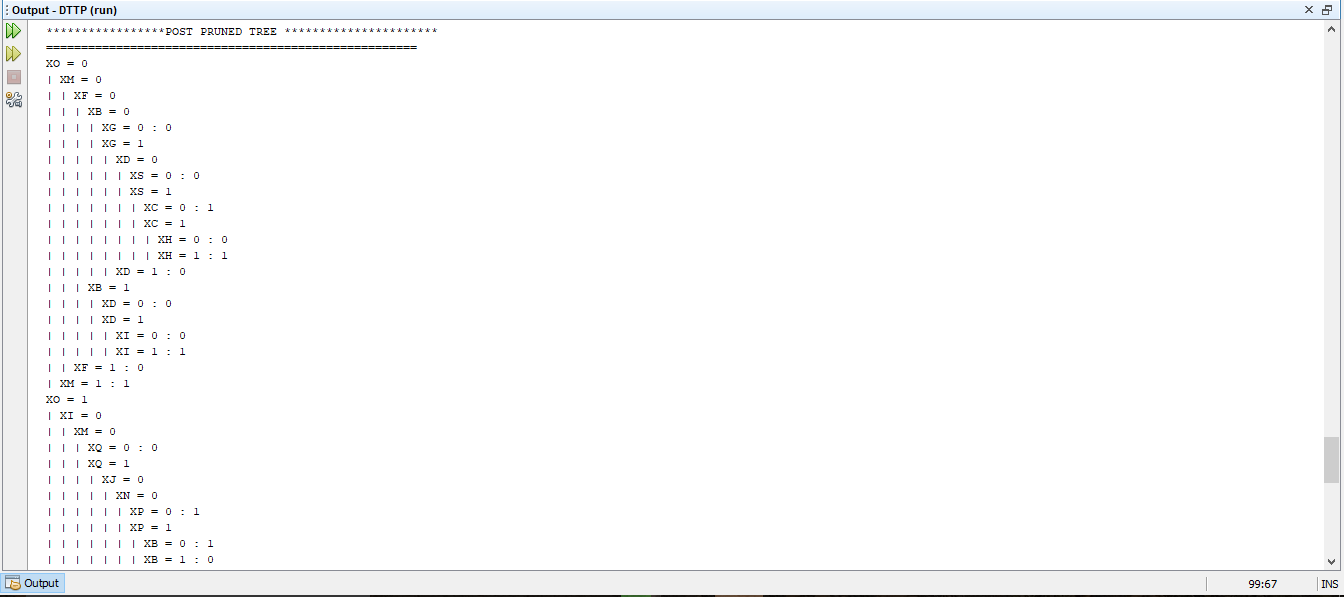 Output - DTTP (run)
*****************POST PRUNED TREE **********************
=====================================================
XO = 0
| XM = 0
| | XF = 0
| | | XB = 0
| | | | XG = 0 : 0
| | | | XG = 1
| | | | | XD = 0
| | | | | | XS = 0 : 0
| | | | | | XS = 1
| | | | | | | XC = 0 : 1
| | | | | | | XC = 1
| | | | | | | | XH = 0 : 0
| | | | | | | | XH = 1 : 1
| | | | | XD = 1 : 0
| | | XB = 1
| | | | XD = 0 : 0
| | | | XD = 1
| | | | | XI = 0 : 0
| | | | | XI = 1 : 1
| | XF = 1 : 0
| XM = 1 : 1
XO = 1
| XI = 0
| | XM = 0
| | | XQ = 0 : 0
| | | XQ = 1
| | | | XJ = 0
| | | | | XN = 0
| | | | | | XP = 0 : 1
| | | | | | XP = 1
| | | | | | | XB = 0 : 1
| | | | | | | XB = 1 : 0
Output
99:67
INS